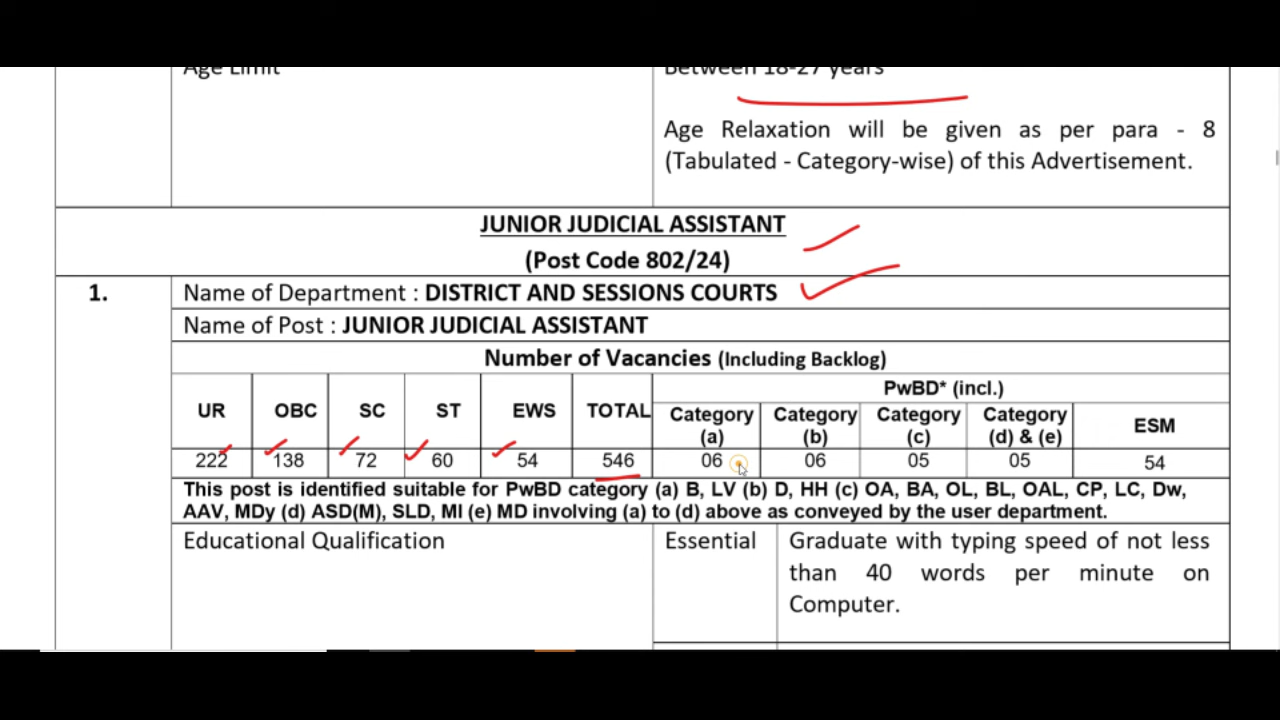 Age Limit
Between 18-27 years
Age Relaxation will be given as per para - 8
(Tabulated - Category-wise) of this Advertisement.
JUNIOR JUDICIAL ASSISTANT
(Post Code 802/24)
1.
Name of Department : DISTRICT AND SESSIONS COURTS
Name of Post : JUNIOR JUDICIAL ASSISTANT
Number of Vacancies (Including Backlog)
UR OBC SC ST EWS TOTAL PwBD* (incl.)
Category (a) Category (b) Category (c) Category (d) & (e) ESM
222 138 72 60 54 546 06 06 05 05 54
This post is identified suitable for PwBD category (a) B, LV (b) D, HH (c) OA, BA, OL, BL, OAL, CP, LC, Dw,
AAV, MDy (d) ASD(M), SLD, MI (e) MD involving (a) to (d) above as conveyed by the user department.
Educational Qualification Essential Graduate with typing speed of not less
than 40 words per minute on
Computer.